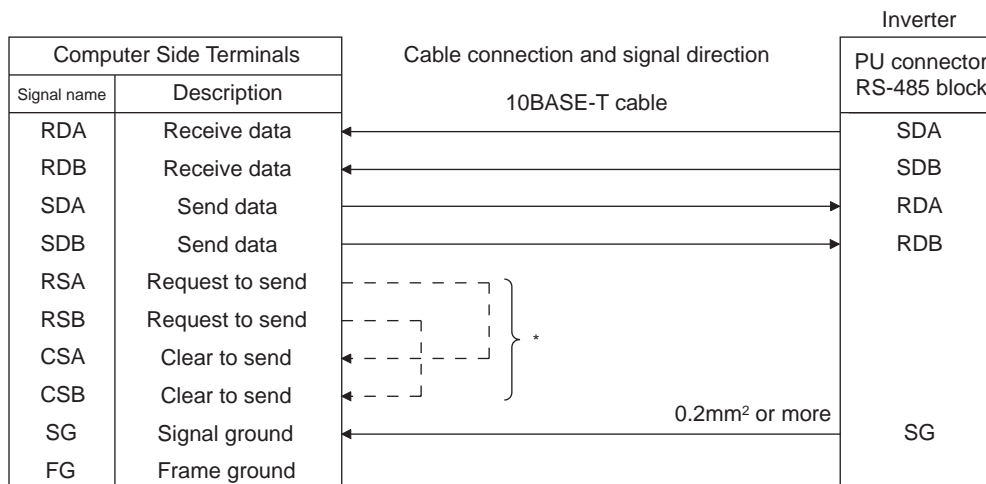 Inverter
Computer Side Terminals
Cable connection and signal direction
PU connector
RS-485 block
Signal name
Description
10BASE-T cable
RDA Receive data SDA
RDB Receive data SDB
SDA Send data RDA
SDB Send data RDB
RSA Request to send
RSB Request to send
*
CSA Clear to send
CSB Clear to send
0.2mm² or more
SG Signal ground SG
FG Frame ground